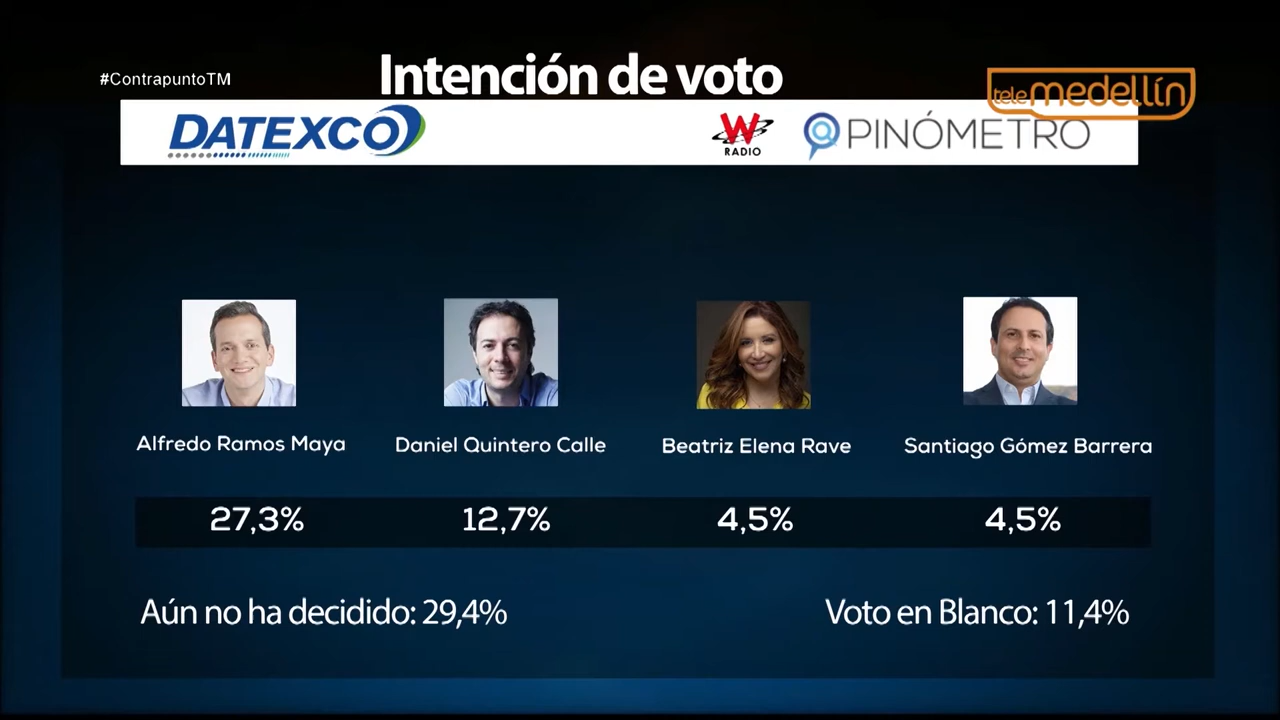 #ContrapuntoTM
Intención de voto
tele medellín
DATEXCO
W
RADIO
PINÓMETRO
Alfredo Ramos Maya
Daniel Quintero Calle
Beatriz Elena Rave
Santiago Gómez Barrera
27,3%
12,7%
4,5%
4,5%
Aún no ha decidido: 29,4%
Voto en Blanco: 11,4%